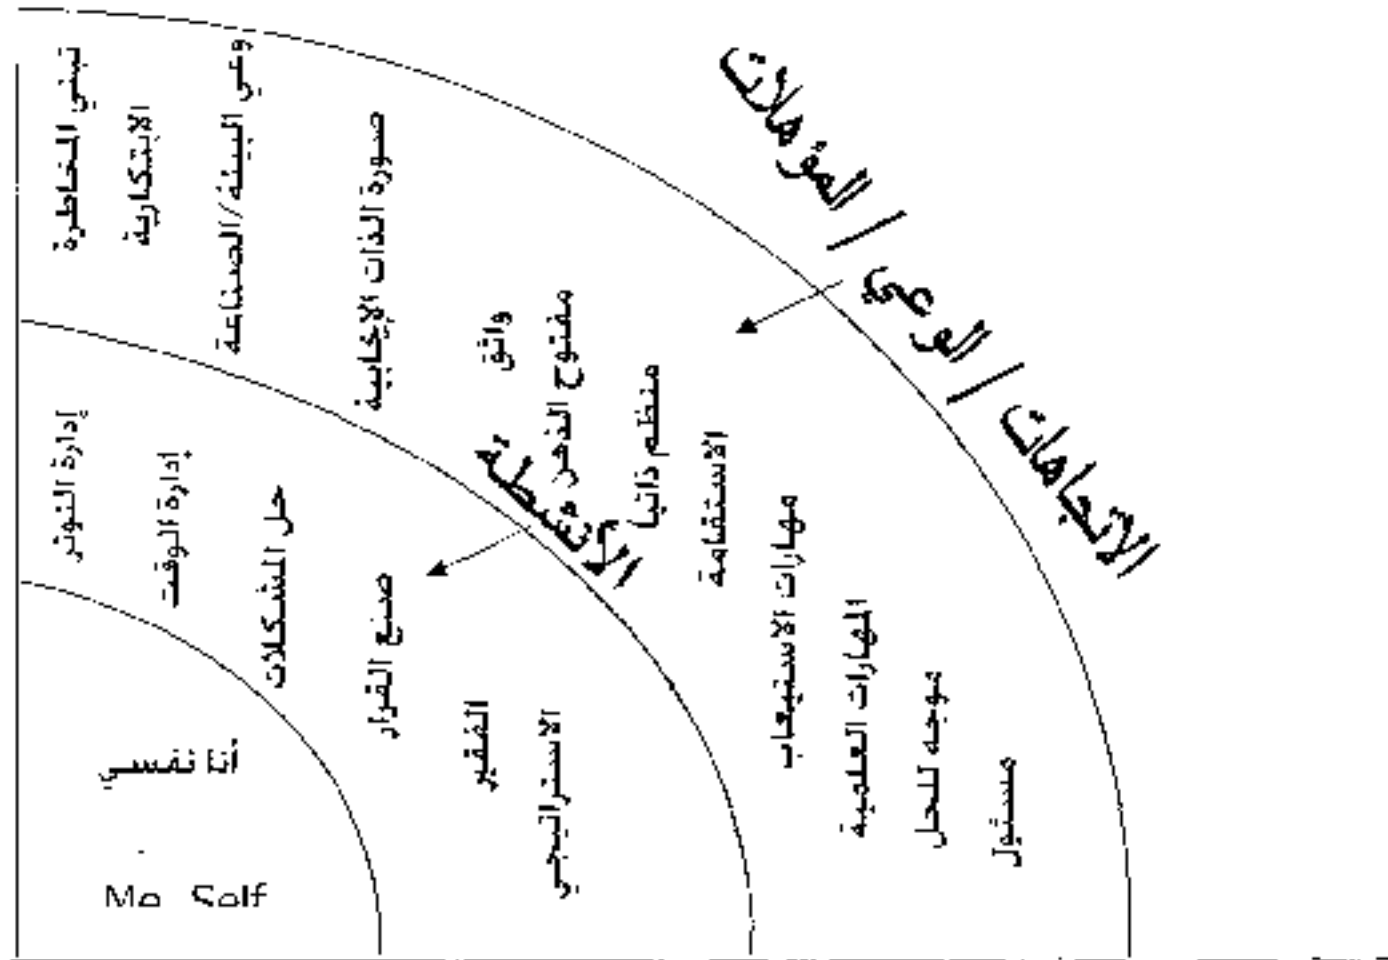 الاتجاهات / الوعي / المؤهلات
تبني المخاطرة
الابتكارية
وعي البيئة/الصناعة
صورة الذات الإيجابية
واثق
مفتوح الذهن
منظم ذاتيا
الاستقامة
مهارات الاستيعاب
المهارات العلمية
موجه للحل
مسئول
الأنشطة
إدارة التوتر
إدارة الوقت
حل المشكلات
صنع القرار
الاستراتيجي
أنا نفسي
Me Self